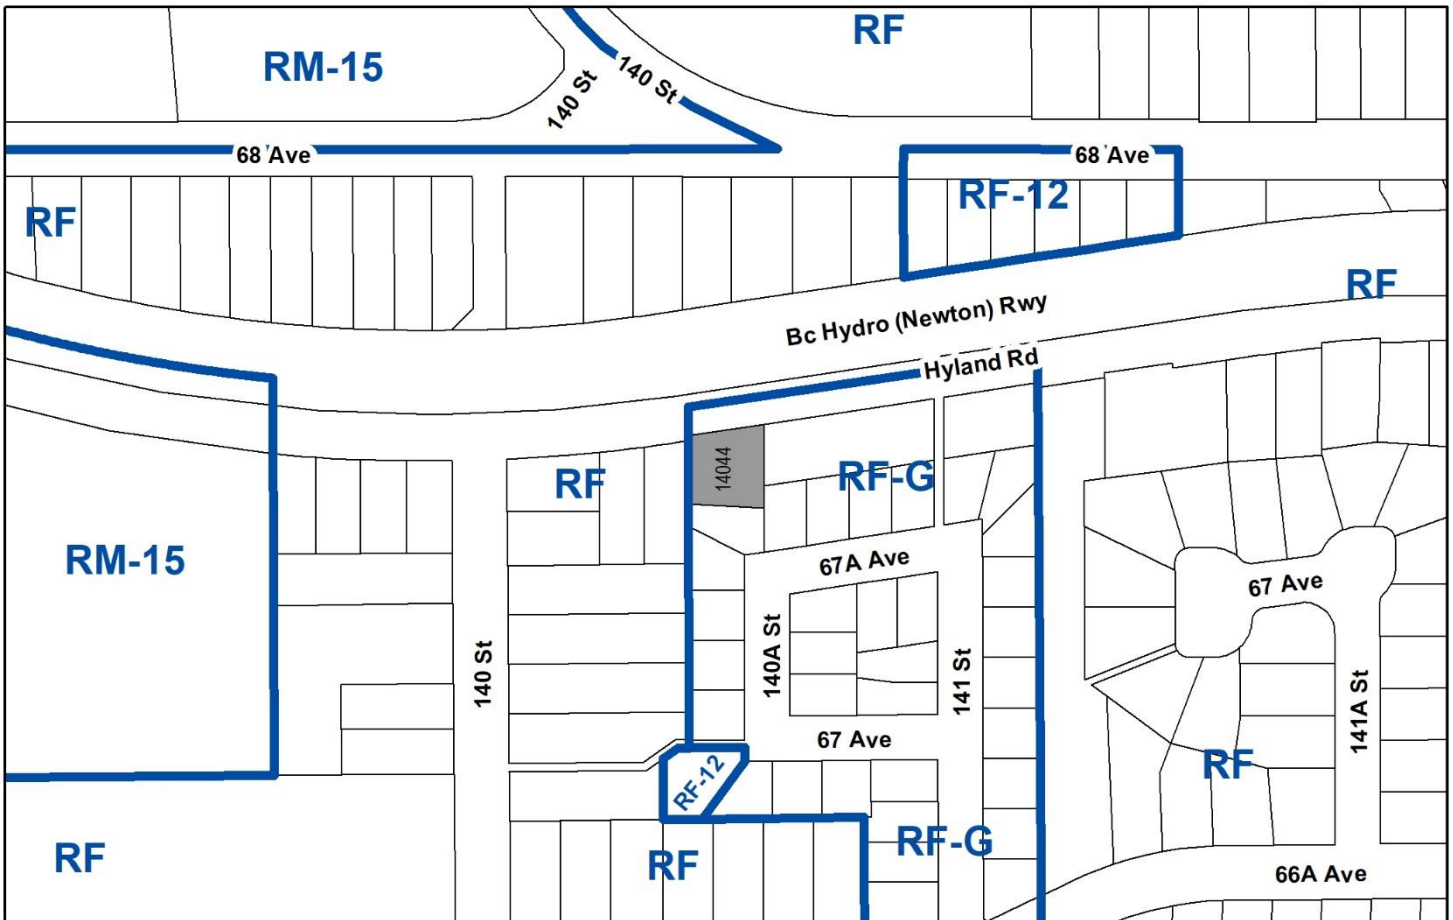 RF
RM-15
140 St
140 St
68 Ave
68 Ave
RF-12
RF
RF
Bc Hydro (Newton) Rwy
Hyland Rd
14044
RF
RF-G
RM-15
67A Ave
67 Ave
140 St
140A St
141 St
141A St
67 Ave
RF-12
RF
RF-G
RF
RF
66A Ave